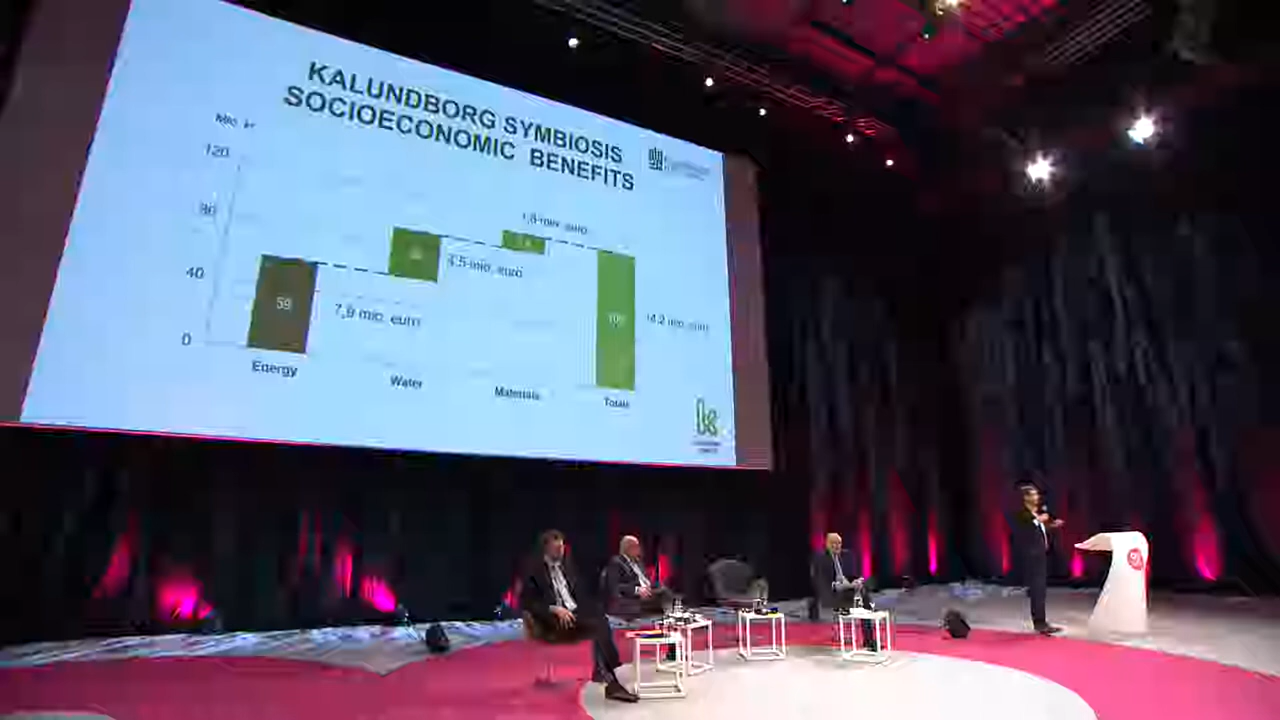 KALUNDBORG SYMBIOSIS
SOCIOECONOMIC BENEFITS
120
80
40
0
59
7,9 mio. euro
4,5 mio. euro
1,8 mio. euro
14,2 mio. euro
Energy
Water
Materials
Totals